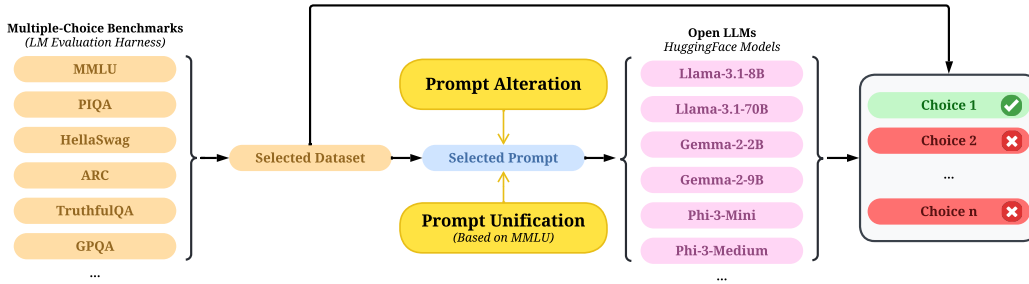 Multiple-Choice Benchmarks
(LM Evaluation Harness)
MMLU
PIQA
HellaSwag
ARC
TruthfulQA
GPQA
...
Selected Dataset
Prompt Alteration
Selected Prompt
Prompt Unification
(Based on MMLU)
Open LLMs
HuggingFace Models
Llama-3.1-8B
Llama-3.1-70B
Gemma-2-2B
Gemma-2-9B
Phi-3-Mini
Phi-3-Medium
...
Choice 1
Choice 2
...
Choice n